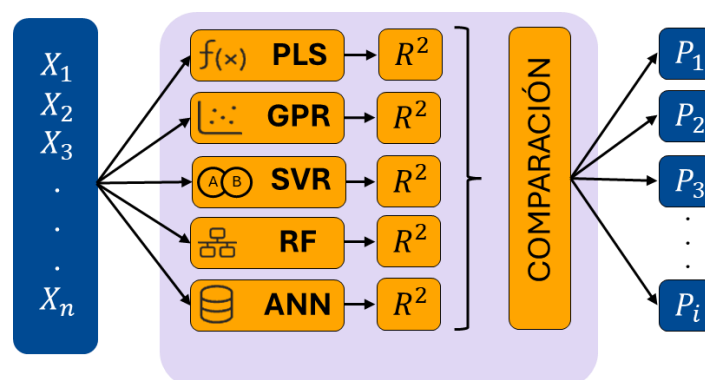 X₁
X₂
X₃
.
.
.
Xₙ
f(x) PLS R²
GPR R²
A B SVR R²
RF R²
ANN R²
COMPARACIÓN
P₁
P₂
P₃
.
.
.
Pᵢ